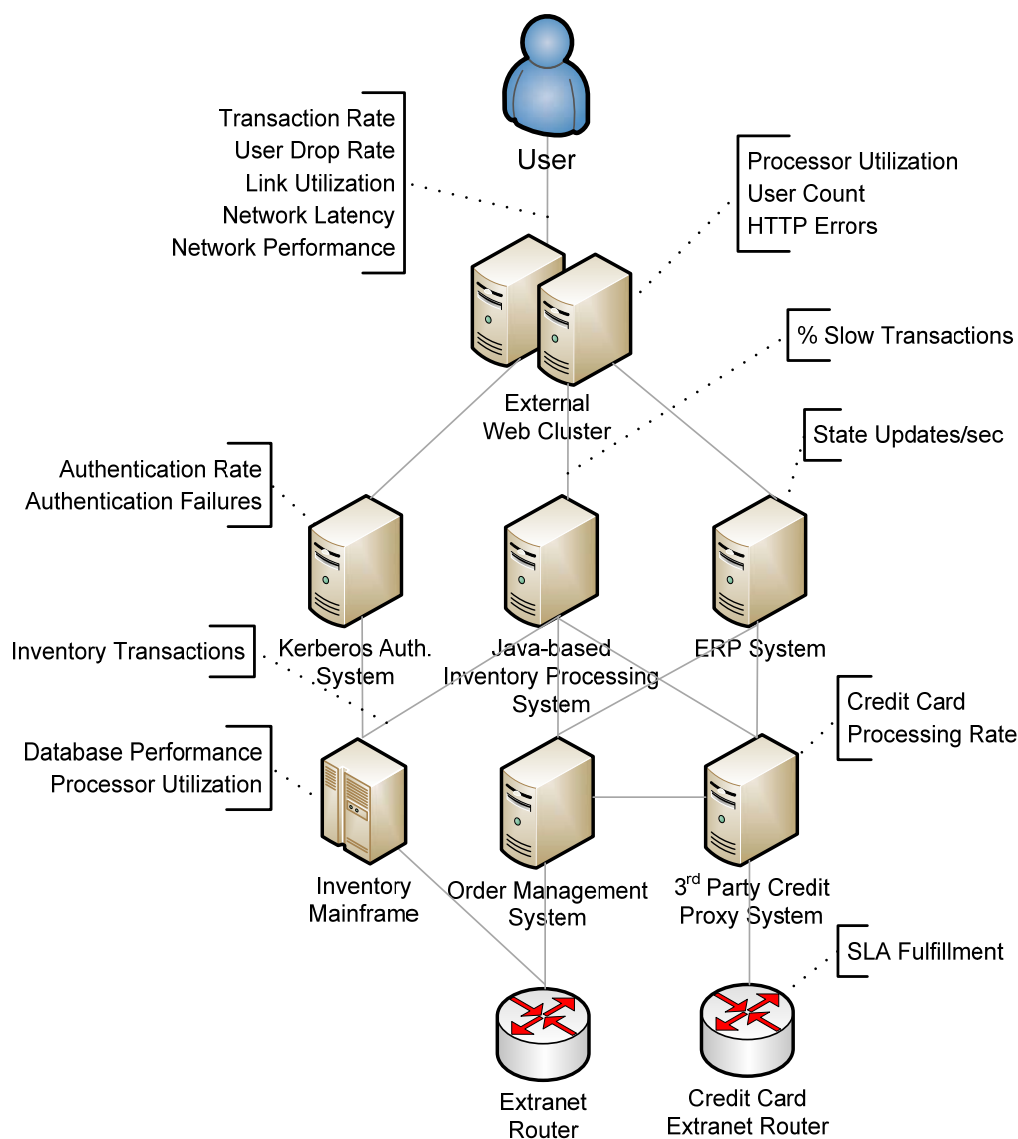 User
Transaction Rate
User Drop Rate
Link Utilization
Network Latency
Network Performance
Processor Utilization
User Count
HTTP Errors
% Slow Transactions
External
Web Cluster
State Updates/sec
Authentication Rate
Authentication Failures
Kerberos Auth.
System
Java-based
Inventory Processing
System
ERP System
Inventory Transactions
Credit Card
Processing Rate
Database Performance
Processor Utilization
Inventory
Mainframe
Order Management
System
3rd Party Credit
Proxy System
SLA Fulfillment
Extranet
Router
Credit Card
Extranet Router